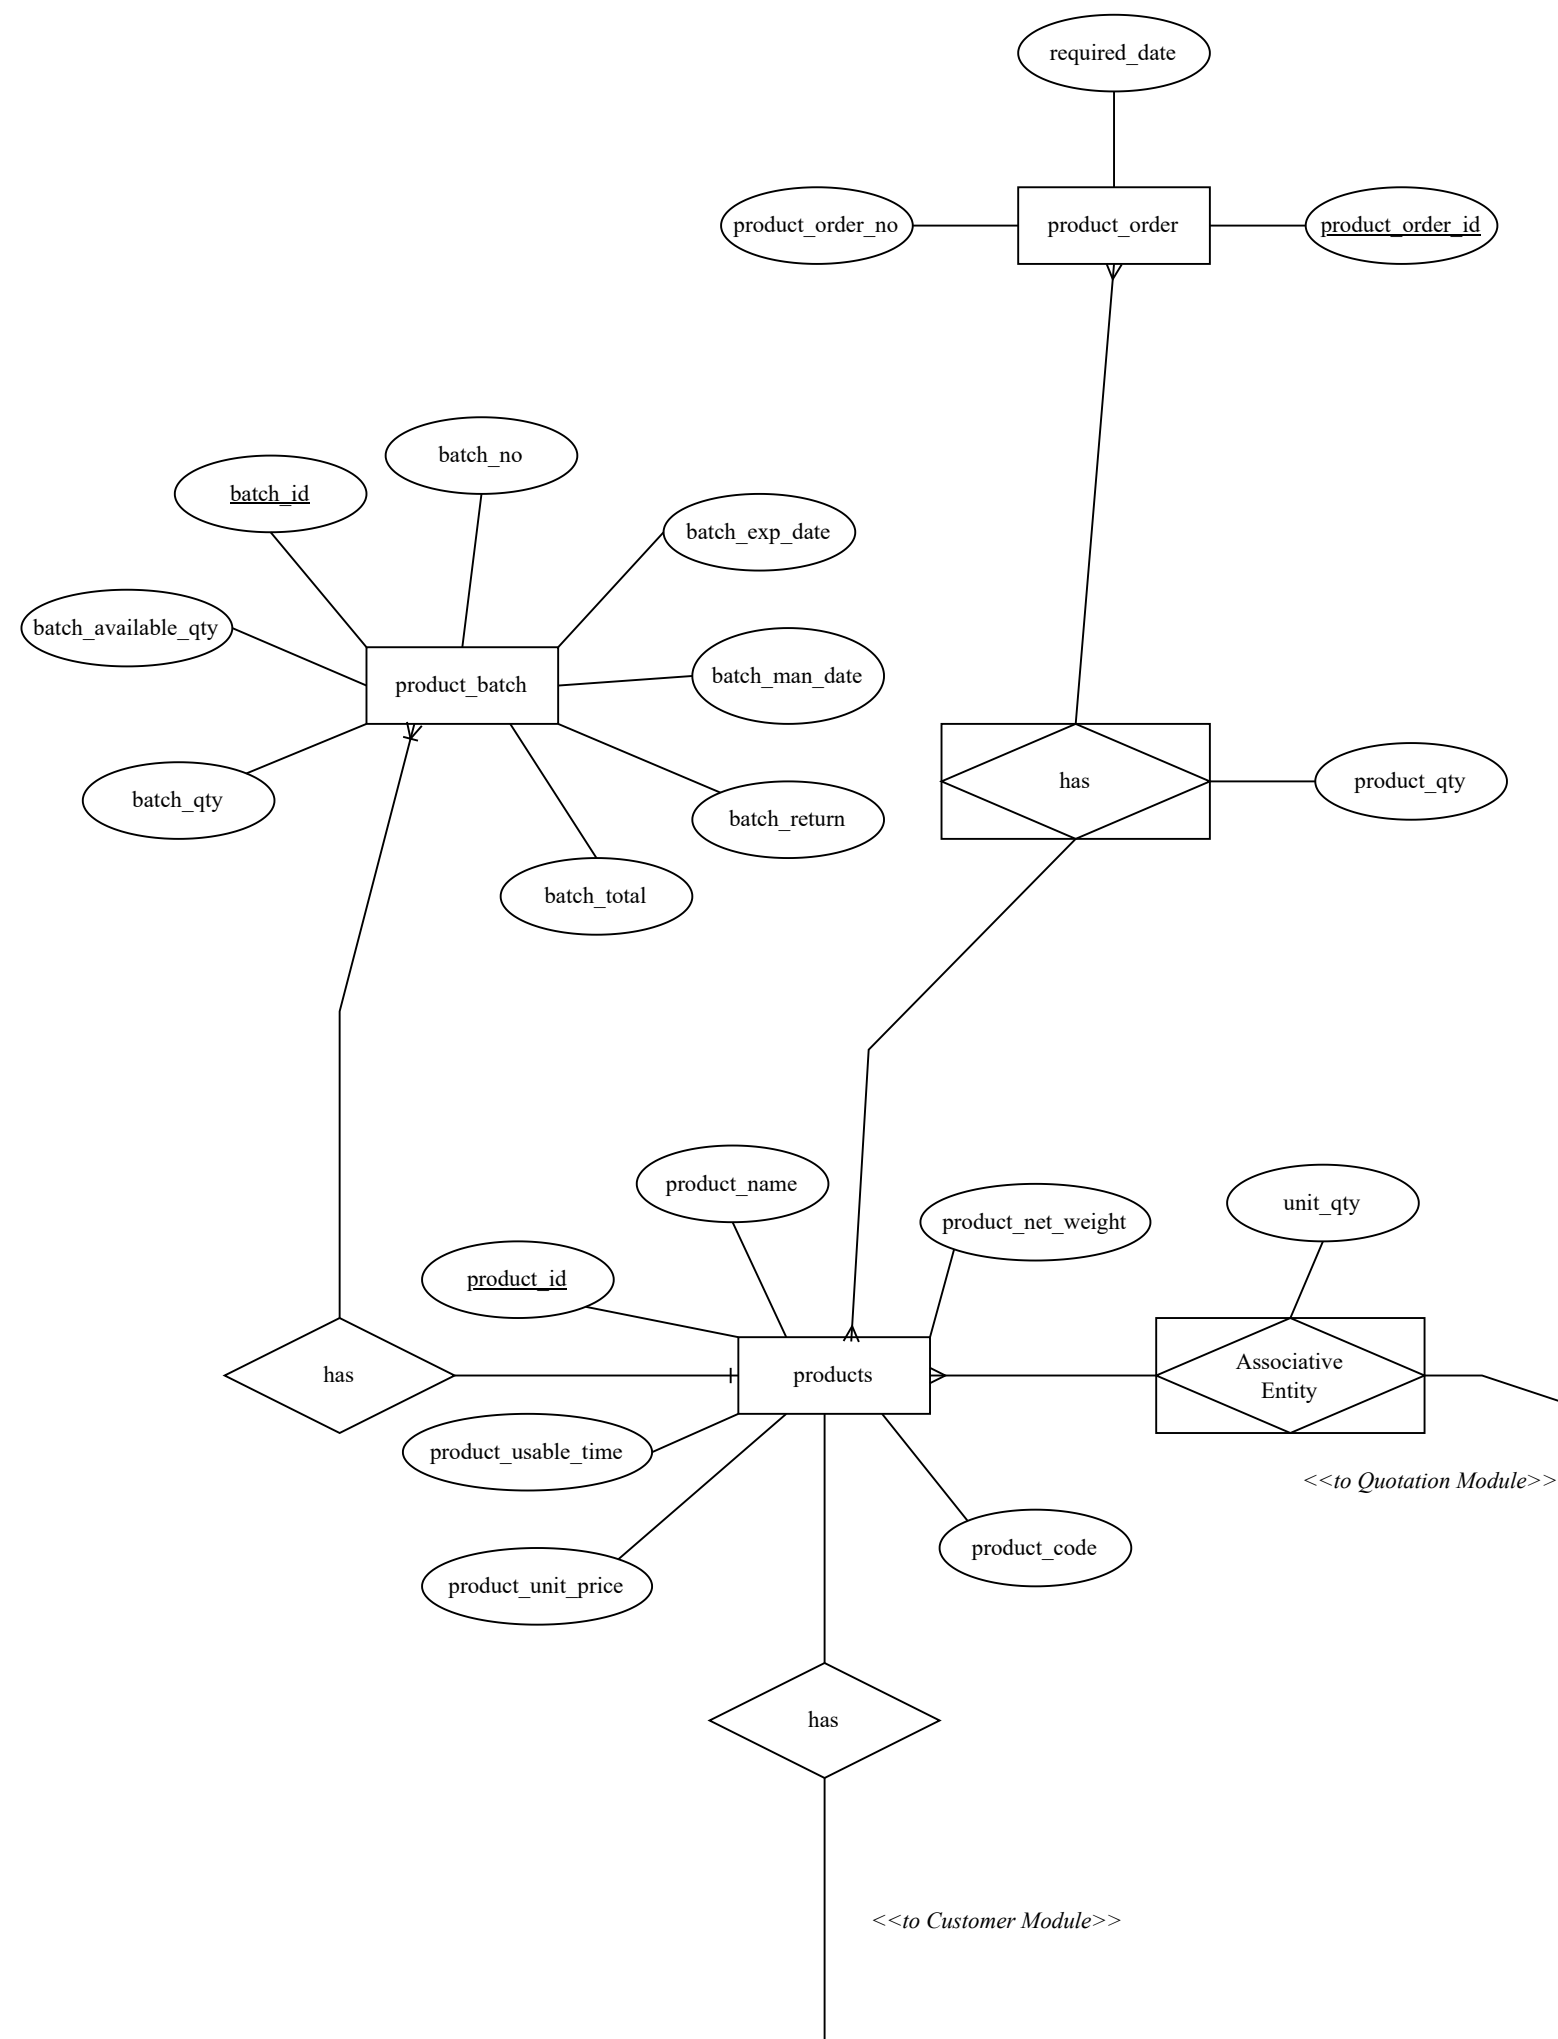 required_date
product_order_no
product_order
product_order_id
batch_no
batch_id
batch_exp_date
batch_available_qty
batch_man_date
product_batch
has
product_qty
batch_qty
batch_return
batch_total
product_name
unit_qty
product_net_weight
product_id
Associative
Entity
has
products
product_usable_time
<<to Quotation Module>>
product_code
product_unit_price
has
<<to Customer Module>>